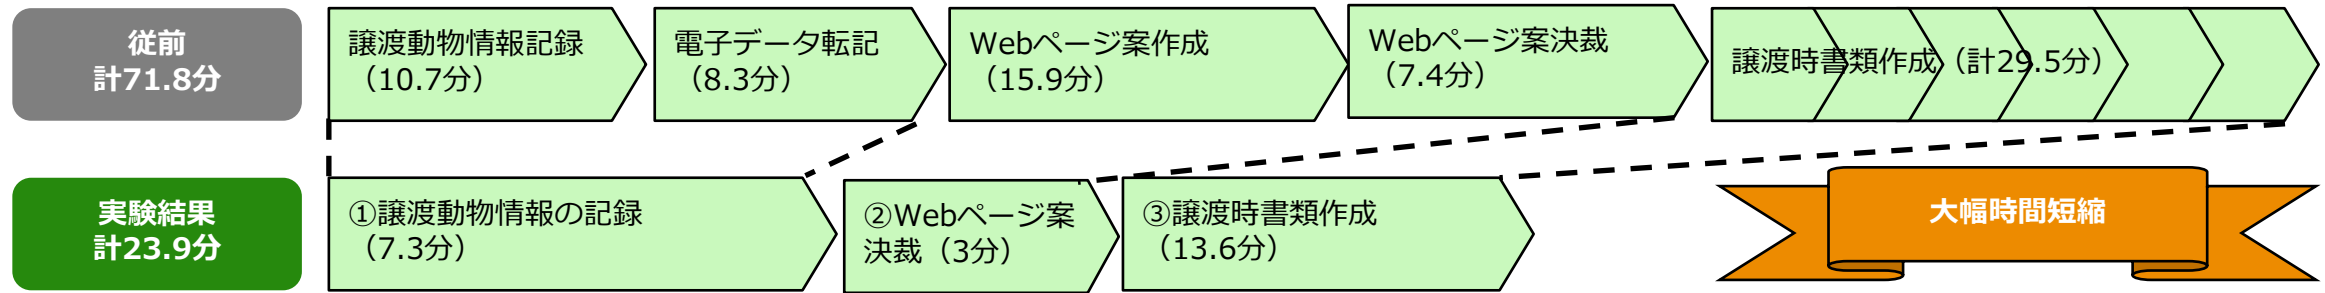 従前
計71.8分
譲渡動物情報記録
（10.7分）
電子データ転記
（8.3分）
Webページ案作成
（15.9分）
Webページ案決裁
（7.4分）
譲渡時書類作成（計29.5分）
実験結果
計23.9分
①譲渡動物情報の記録
（7.3分）
②Webページ案
決裁（3分）
③譲渡時書類作成
（13.6分）
大幅時間短縮